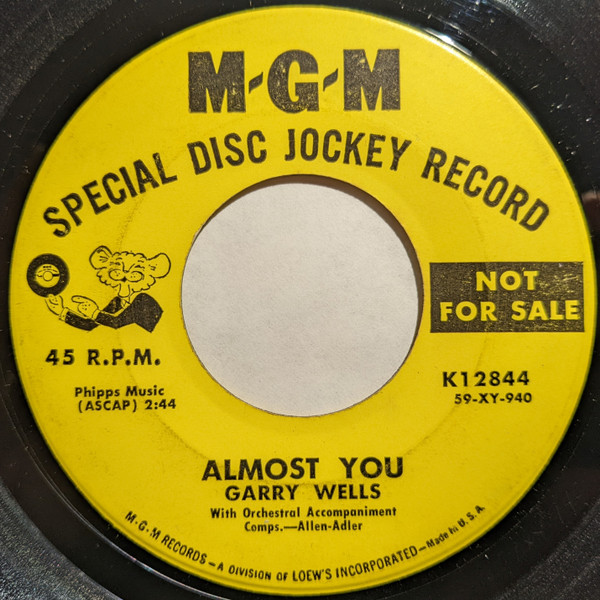 M-G-M
SPECIAL DISC JOCKEY RECORD
NOT
FOR SALE
45 R.P.M.
Phipps Music
(ASCAP) 2:44
K12844
59-XY-940
ALMOST YOU
GARRY WELLS
With Orchestral Accompaniment
Comps.—Allen-Adler
M-G-M RECORDS—A DIVISION OF LOEW'S INCORPORATED—Made in U.S.A.